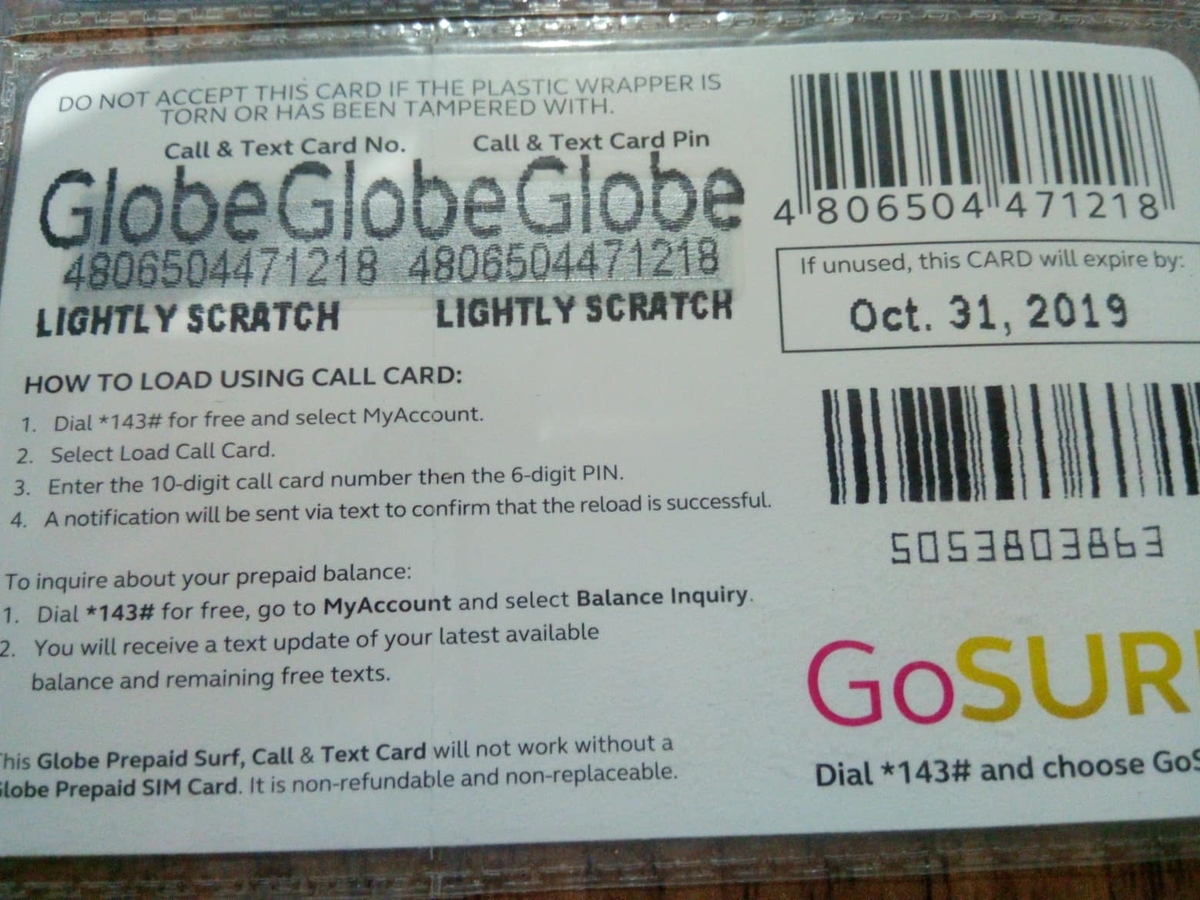 DO NOT ACCEPT THIS CARD IF THE PLASTIC WRAPPER IS
TORN OR HAS BEEN TAMPERED WITH.
Call & Text Card No. Call & Text Card Pin
Globe Globe Globe
4806504471218 4806504471218
LIGHTLY SCRATCH LIGHTLY SCRATCH
HOW TO LOAD USING CALL CARD:
1. Dial *143# for free and select MyAccount.
2. Select Load Call Card.
3. Enter the 10-digit call card number then the 6-digit PIN.
4. A notification will be sent via text to confirm that the reload is successful.
To inquire about your prepaid balance:
1. Dial *143# for free, go to MyAccount and select Balance Inquiry.
2. You will receive a text update of your latest available
balance and remaining free texts.
This Globe Prepaid Surf, Call & Text Card will not work without a
Globe Prepaid SIM Card. It is non-refundable and non-replaceable.
4 806504 471218
If unused, this CARD will expire by:
Oct. 31, 2019
5053803863
GoSUR
Dial *143# and choose GoS